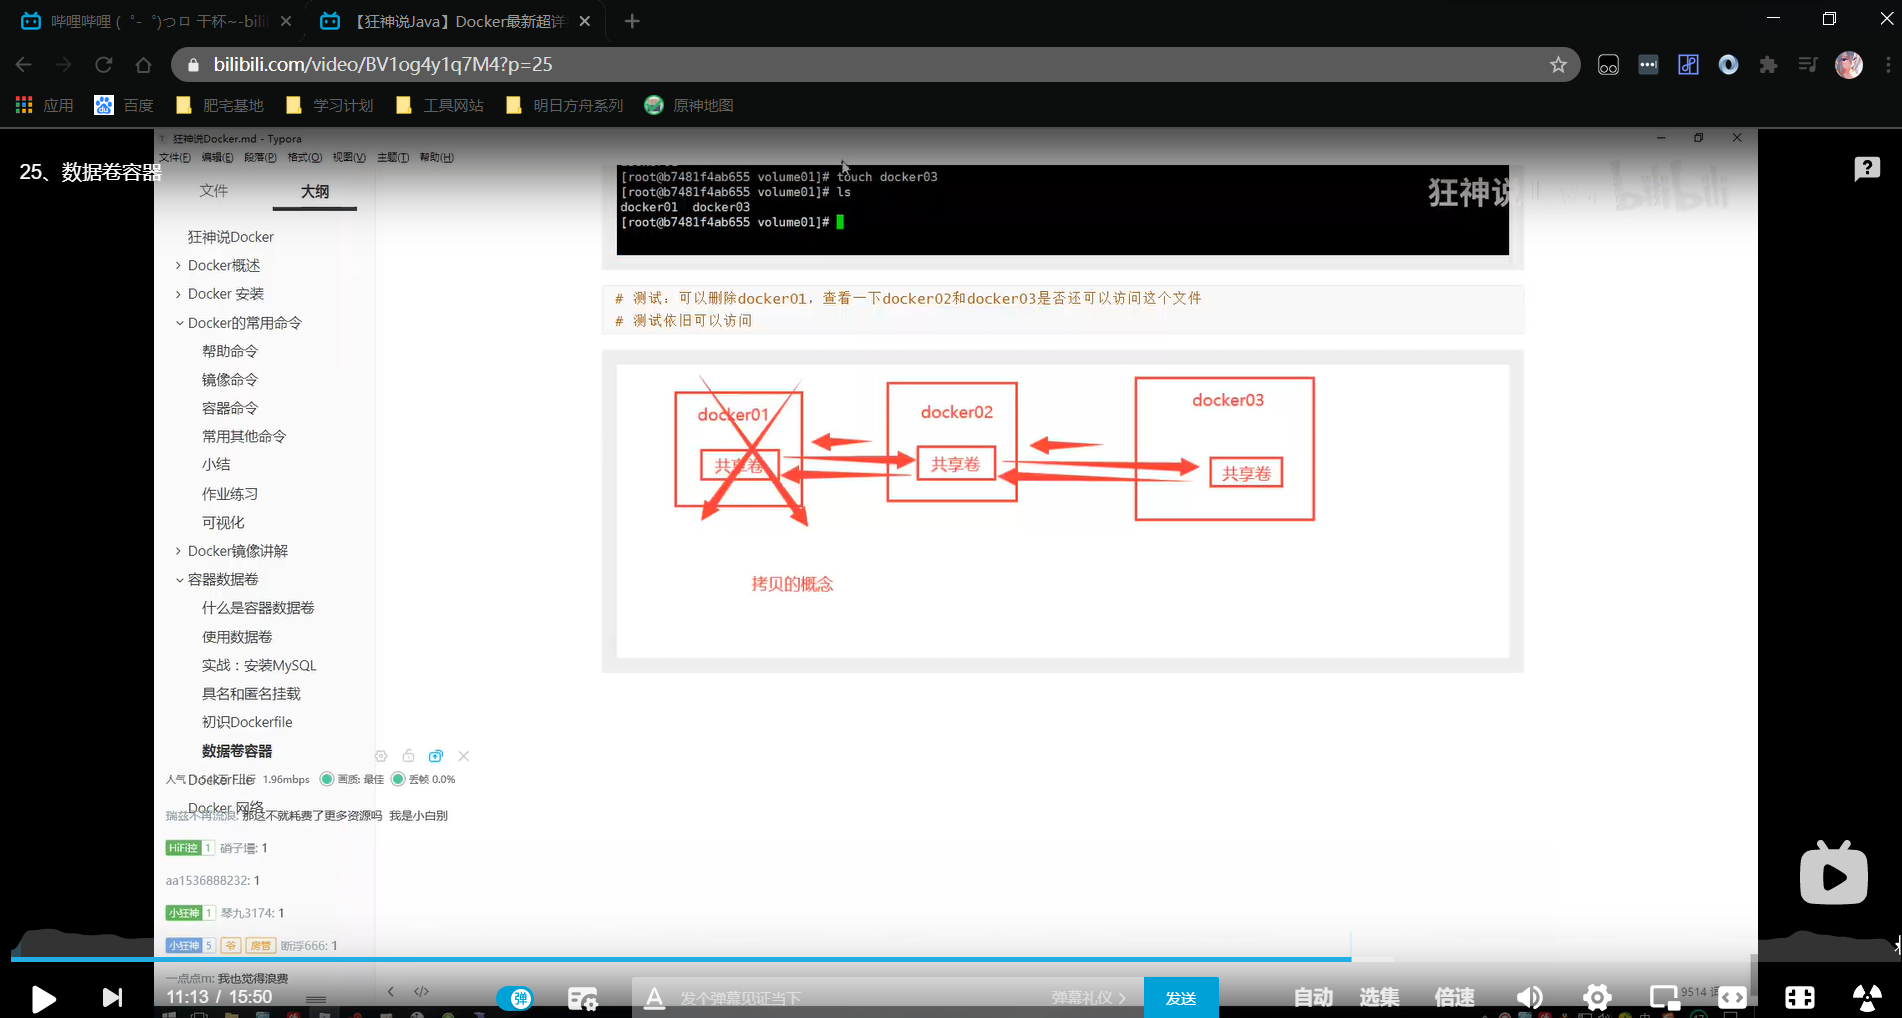 哔哩哔哩 (゜-゜)つロ 干杯~-bili
【狂神说Java】Docker最新超详
bilibili.com/video/BV1og4y1q7M4?p=25
应用
百度
肥宅基地
学习计划
工具网站
明日方舟系列
原神地图
狂神说Docker.md - Typora
文件(F) 编辑(E) 段落(P) 格式(O) 视图(V) 主题(T) 帮助(H)
25、数据卷容器
文件
大纲
狂神说Docker
Docker概述
Docker 安装
Docker的常用命令
帮助命令
镜像命令
容器命令
常用其他命令
小结
作业练习
可视化
Docker镜像讲解
容器数据卷
什么是容器数据卷
使用数据卷
实战：安装MySQL
具名和匿名挂载
初识Dockerfile
数据卷容器
DockerFile
Docker 网络
[root@b7481f4ab655 volume01]# touch docker03
[root@b7481f4ab655 volume01]# ls
docker01  docker03
[root@b7481f4ab655 volume01]#
狂神说
bilibili
# 测试：可以删除docker01，查看一下docker02和docker03是否还可以访问这个文件
# 测试依旧可以访问
docker01
docker02
docker03
共享卷
共享卷
共享卷
拷贝的概念
人气
1.96mbps
画质: 最佳
丢帧 0.0%
瑞兹不再流浪: 那这不就耗费了更多资源吗 我是小白别
HiFi控 1
1
aa1536888232: 1
小狂神 1 琴九3174: 1
小狂神 5 爷 房管 断浮666: 1
一点点m: 我也觉得浪费
11:13 / 15:50
弹
发个弹幕见证当下
弹幕礼仪
发送
自动
选集
倍速
9514 词